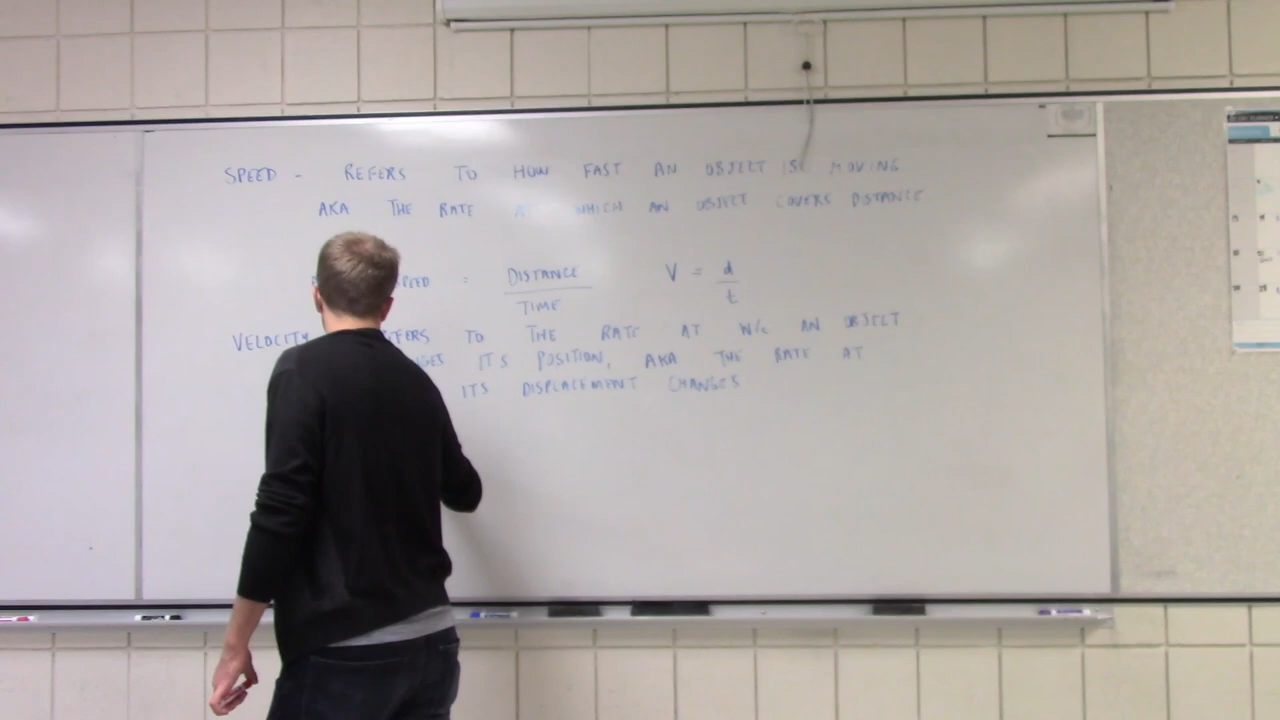 SPEED - REFERS TO HOW FAST AN OBJECT IS MOVING
AKA THE RATE AT WHICH AN OBJECT COVERS DISTANCE
SPEED = DISTANCE / TIME V = d / t
VELOCITY TO THE RATE AT W/C AN OBJECT
ITS POSITION, AKA THE RATE AT
ITS DISPLACEMENT CHANGES